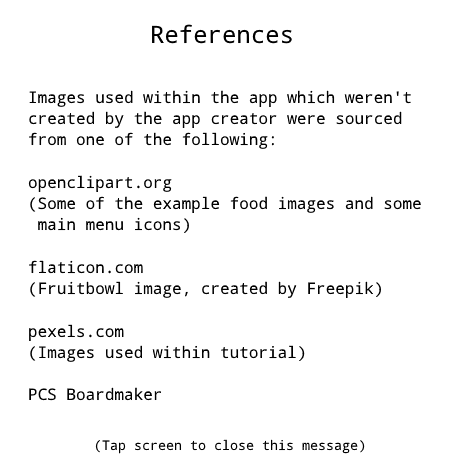 References
Images used within the app which weren't
created by the app creator were sourced
from one of the following:
openclipart.org
(Some of the example food images and some
main menu icons)
flaticon.com
(Fruitbowl image, created by Freepik)
pexels.com
(Images used within tutorial)
PCS Boardmaker
(Tap screen to close this message)